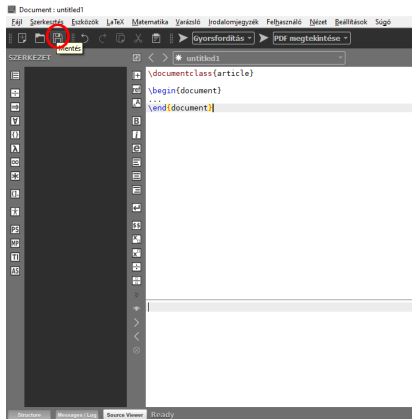 Document : untitled1
Fájl Szerkesztés Eszközök LaTeX Matematika Varázsló Irodalomjegyzék Felhasználó Nézet Beállítások Súgó
Gyorsfordítás PDF megtekintése
Mentés
SZERKEZET untitled1
\documentclass{article}
\begin{document}
...
\end{document}
Structure Messages / Log Source Viewer Ready